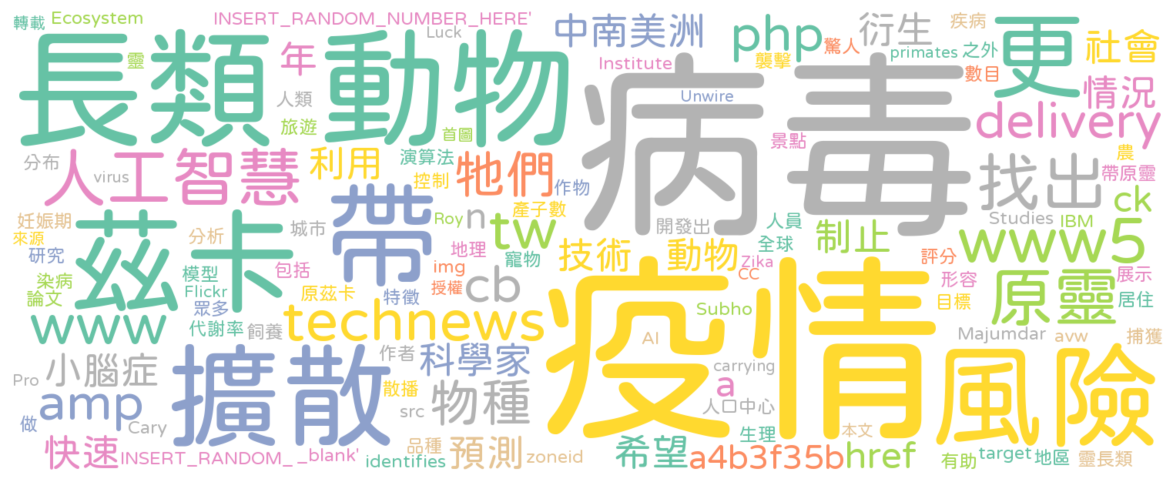 轉載 Ecosystem INSERT_RANDOM_NUMBER_HERE' Luck 中南美洲 php 驚人 衍生 疾病 更 社會
靈 長類 動物 年 人類 旅遊 首圖 Institute 襲擊 primates 之外 數目 情況
病毒 Unwire 景點 delivery
分布 virus 人工智慧 利用 演算法 控制 牠們 作物 找出 農 帶原靈
妊娠期 來源 茲卡 城市 帶 Roy n 產子數 開發出 人員 Studies IBM ck
研究 分析 地理 tw 寵物 技術 動物 全球 制止 www5
染病 論文 模型 Flickr 眾多 包括 原茲卡 特徵 img 授權 cb Zika CC 評分 形容 目標 原靈 展示 居住
www 代謝率 飼養 technews Subho AI 疫情 Majumdar avw 捕獲
Pro 小腦症 擴散 作者 科學家 散播 物種 src carrying a 人口中心 風險
做 amp Cary 生理 本文
快速 INSERT_RANDOM_ _blank' identifies 品種 預測 zoneid 希望 a4b3f35b href 有助 target 地區 靈長類